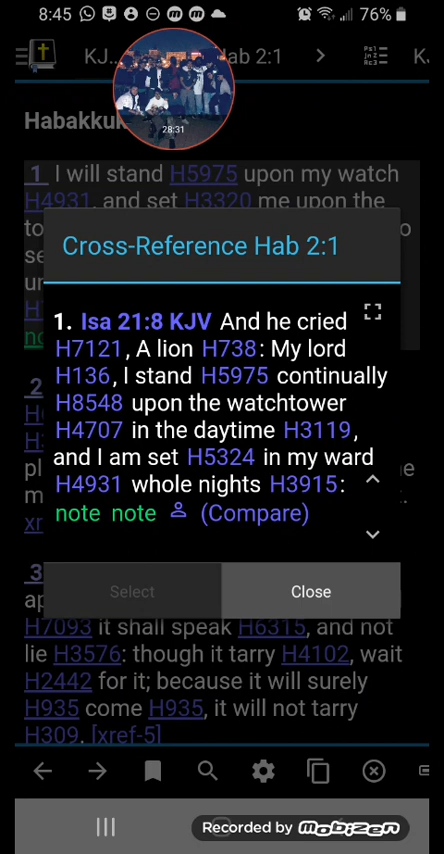 8:45 76%
KJ... Hab 2:1 K
28:31
Habakkuk
1 I will stand H5975 upon my watch
H4931, and set H3320 me upon the
Cross-Reference Hab 2:1
1. Isa 21:8 KJV And he cried
H7121, A lion H738: My lord
H136, I stand H5975 continually
H8548 upon the watchtower
H4707 in the daytime H3119,
and I am set H5324 in my ward
H4931 whole nights H3915:
note note (Compare)
2
3
Select Close
H7093 it shall speak H6315, and not
lie H3576: though it tarry H4102, wait
H2442 for it; because it will surely
H935 come H935, it will not tarry
H309. [xref-5]
Recorded by Mobizen